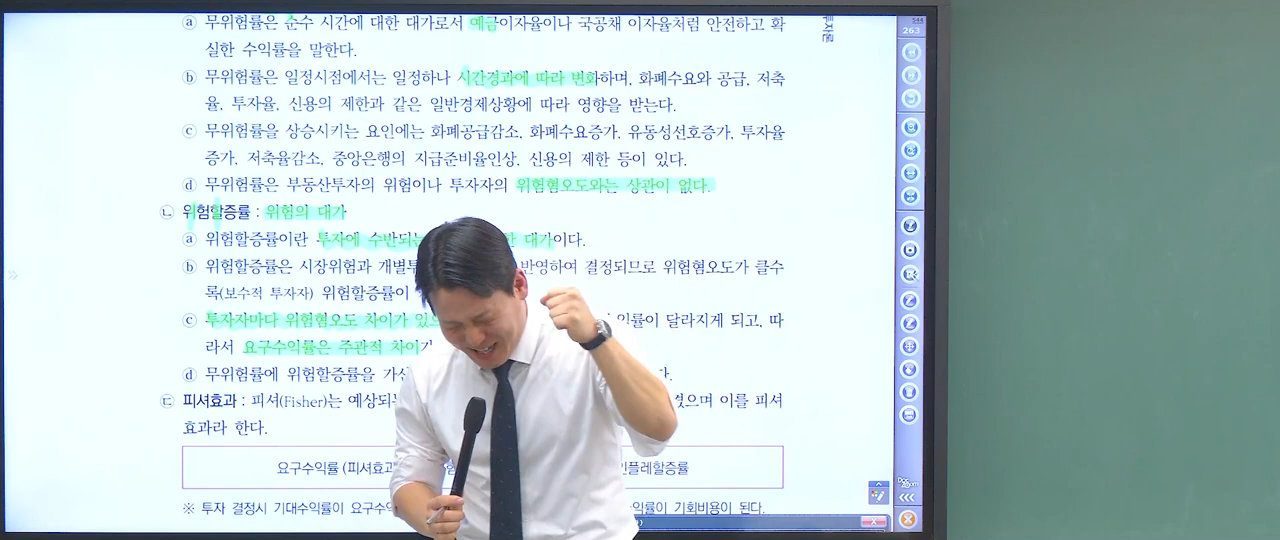 ⓐ 무위험률은 순수 시간에 대한 대가로서 예금이자율이나 국공채 이자율처럼 안전하고 확
실한 수익률을 말한다.
ⓑ 무위험률은 일정시점에서는 일정하나 시간경과에 따라 변화하며, 화폐수요와 공급, 저축
율, 투자율, 신용의 제한과 같은 일반경제상황에 따라 영향을 받는다.
ⓒ 무위험률을 상승시키는 요인에는 화폐공급감소, 화폐수요증가, 유동성선호증가, 투자율
증가, 저축율감소, 중앙은행의 지급준비율인상, 신용의 제한 등이 있다.
ⓓ 무위험률은 부동산투자의 위험이나 투자자의 위험혐오도와는 상관이 없다.
㉡ 위험할증률 : 위험의 대가
ⓐ 위험할증률이란 투자에 수반되는 대가이다.
ⓑ 위험할증률은 시장위험과 개별투 반영하여 결정되므로 위험혐오도가 클수
록(보수적 투자자) 위험할증률이
ⓒ 투자자마다 위험혐오도 차이가 있으 익률이 달라지게 되고, 따
라서 요구수익률은 주관적 차이가
ⓓ 무위험률에 위험할증률을 가산 다.
㉢ 피셔효과 : 피셔(Fisher)는 예상되는 으며 이를 피셔
효과라 한다.
요구수익률 (피셔효과 인플레할증률
※ 투자 결정시 기대수익률이 요구수익 익률이 기회비용이 된다.
투자론
544
263